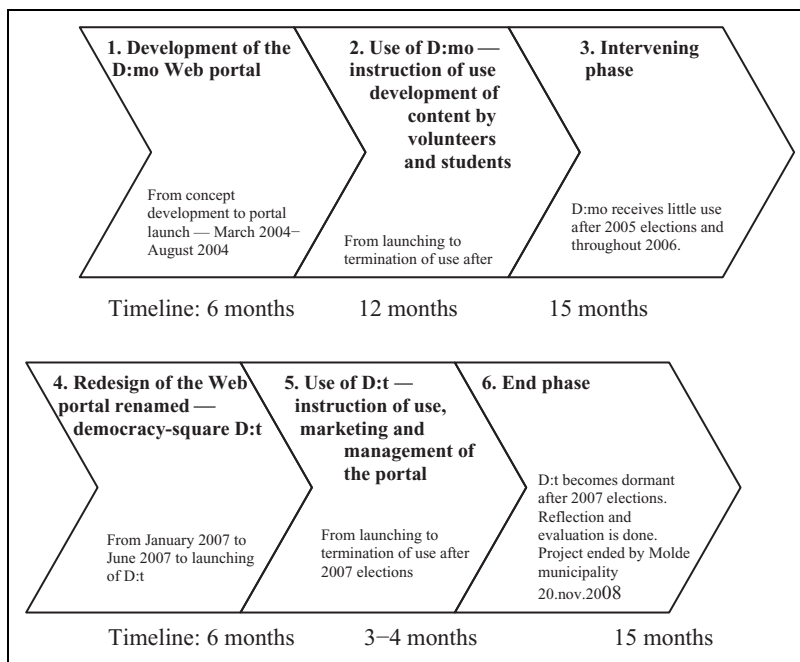 1. Development of the
D:mo Web portal
From concept
development to portal
launch — March 2004–
August 2004
2. Use of D:mo —
instruction of use
development of
content by
volunteers
and students
From launching to
termination of use after
3. Intervening
phase
D:mo receives little use
after 2005 elections and
throughout 2006.
Timeline: 6 months 12 months 15 months
4. Redesign of the Web
portal renamed —
democracy-square D:t
From January 2007 to
June 2007 to launching
of D:t
5. Use of D:t —
instruction of use,
marketing and
management of
the portal
From launching to
termination of use after
2007 elections
6. End phase
D:t becomes dormant
after 2007 elections.
Reflection and
evaluation is done.
Project ended by Molde
municipality
20.nov.2008
Timeline: 6 months 3–4 months 15 months